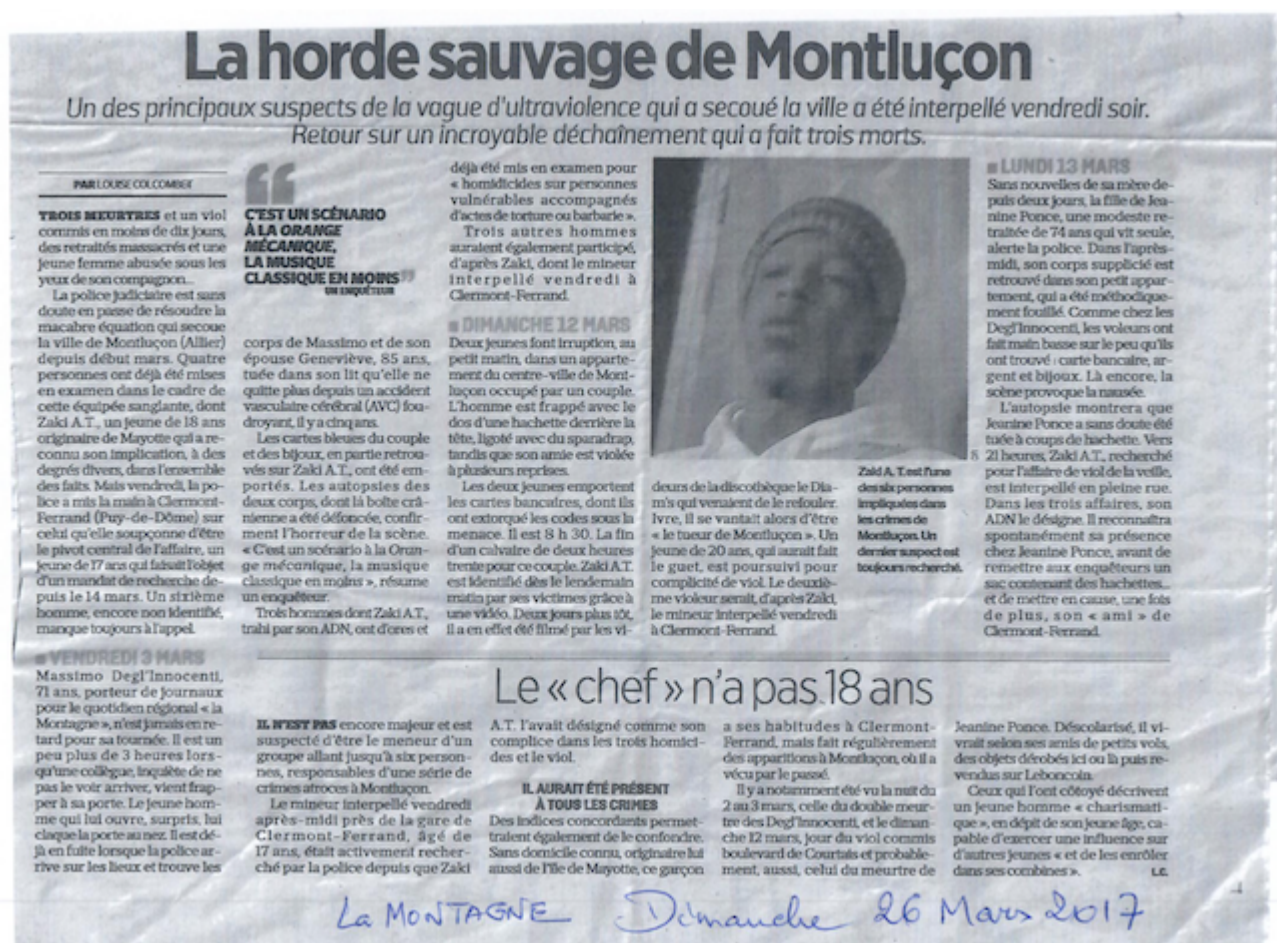 La horde sauvage de Montluçon
Un des principaux suspects de la vague d'ultraviolence qui a secoué la ville a été interpellé vendredi soir.
Retour sur un incroyable déchaînement qui a fait trois morts.
PAR LOUISE COLCOMBET
TROIS MEURTRES et un viol
commis en moins de dix jours,
des retraités massacrés et une
jeune femme abusée sous les
yeux de son compagnon...
La police judiciaire est sans
doute en passe de résoudre la
macabre équation qui secoue
la ville de Montluçon (Allier)
depuis début mars. Quatre
personnes ont déjà été mises
en examen dans le cadre de
cette équipée sanglante, dont
Zaki A.T., un jeune de 18 ans
originaire de Mayotte qui a re-
connu son implication, à des
degrés divers, dans l'ensemble
des faits. Mais vendredi, la po-
lice a mis la main à Clermont-
Ferrand (Puy-de-Dôme) sur
celui qu'elle soupçonne d'être
le pivot central de l'affaire, un
jeune de 17 ans qui faisait l'objet
d'un mandat de recherche de-
puis le 14 mars. Un sixième
homme, encore non identifié,
manque toujours à l'appel.
■ VENDREDI 3 MARS
Massimo Degl'Innocenti,
71 ans, porteur de journaux
pour le quotidien régional « la
Montagne », n'est jamais en re-
tard pour sa tournée. Il est un
peu plus de 3 heures lors-
qu'une collègue, inquiète de ne
pas le voir arriver, vient frap-
per à sa porte. Le jeune hom-
me qui lui ouvre, surpris, lui
claque la porte au nez. Il est dé-
jà en fuite lorsque la police ar-
rive sur les lieux et trouve les
“
C'EST UN SCÉNARIO
À LA ORANGE
MÉCANIQUE,
LA MUSIQUE
CLASSIQUE EN MOINS”
UN ENQUÊTEUR
corps de Massimo et de son
épouse Geneviève, 85 ans,
tuée dans son lit qu'elle ne
quitte plus depuis un accident
vasculaire cérébral (AVC) fou-
droyant, il y a cinq ans.
Les cartes bleues du couple
et des bijoux, en partie retrou-
vés sur Zaki A.T., ont été em-
portés. Les autopsies des
deux corps, dont la boîte crâ-
nienne a été défoncée, confir-
ment l'horreur de la scène.
« C'est un scénario à la Oran-
ge mécanique, la musique
classique en moins », résume
un enquêteur.
Trois hommes dont Zaki A.T.,
trahi par son ADN, ont d'ores et
déjà été mis en examen pour
« homidicides sur personnes
vulnérables accompagnés
d'actes de torture ou barbarie ».
Trois autres hommes
auraient également participé,
d'après Zaki, dont le mineur
interpellé vendredi à
Clermont-Ferrand.
■ DIMANCHE 12 MARS
Deux jeunes font irruption, au
petit matin, dans un apparte-
ment du centre-ville de Mont-
luçon occupé par un couple.
L'homme est frappé avec le
dos d'une hachette derrière la
tête, ligoté avec du sparadrap,
tandis que son amie est violée
à plusieurs reprises.
Les deux jeunes emportent
les cartes bancaires, dont ils
ont extorqué les codes sous la
menace. Il est 8 h 30. La fin
d'un calvaire de deux heures
trente pour ce couple. Zaki A.T.
est identifié dès le lendemain
matin par ses victimes grâce à
une vidéo. Deux jours plus tôt,
il a en effet été filmé par les vi-
deurs de la discothèque le Dia-
m's qui venaient de le refouler.
Ivre, il se vantait alors d'être
« le tueur de Montluçon ». Un
jeune de 20 ans, qui aurait fait
le guet, est poursuivi pour
complicité de viol. Le deuxiè-
me violeur serait, d'après Zaki,
le mineur interpellé vendredi
à Clermont-Ferrand.
Zaki A. T. est l'une
des six personnes
impliquées dans
les crimes de
Montluçon. Un
dernier suspect est
toujours recherché.
■ LUNDI 13 MARS
Sans nouvelles de sa mère de-
puis deux jours, la fille de Jea-
nine Ponce, une modeste re-
traitée de 74 ans qui vit seule,
alerte la police. Dans l'après-
midi, son corps supplicié est
retrouvé dans son petit appar-
tement, qui a été méthodique-
ment fouillé. Comme chez les
Degl'Innocenti, les voleurs ont
fait main basse sur le peu qu'ils
ont trouvé : carte bancaire, ar-
gent et bijoux. Là encore, la
scène provoque la nausée.
L'autopsie montrera que
Jeanine Ponce a sans doute été
tuée à coups de hachette. Vers
21 heures, Zaki A.T., recherché
pour l'affaire de viol de la veille,
est interpellé en pleine rue.
Dans les trois affaires, son
ADN le désigne. Il reconnaîtra
spontanément sa présence
chez Jeanine Ponce, avant de
remettre aux enquêteurs un
sac contenant des hachettes...
et de mettre en cause, une fois
de plus, son « ami » de
Clermont-Ferrand.
Le « chef » n'a pas 18 ans
IL N'EST PAS encore majeur et est
suspecté d'être le meneur d'un
groupe allant jusqu'à six person-
nes, responsables d'une série de
crimes atroces à Montluçon.
Le mineur interpellé vendredi
après-midi près de la gare de
Clermont-Ferrand, âgé de
17 ans, était activement recher-
ché par la police depuis que Zaki
A.T. l'avait désigné comme son
complice dans les trois homici-
des et le viol.
IL AURAIT ÉTÉ PRÉSENT
À TOUS LES CRIMES
Des indices concordants permet-
traient également de le confondre.
Sans domicile connu, originaire lui
aussi de l'île de Mayotte, ce garçon
a ses habitudes à Clermont-
Ferrand, mais fait régulièrement
des apparitions à Montluçon, où il a
vécu par le passé.
Il y a notamment été vu la nuit du
2 au 3 mars, celle du double meur-
tre des Degl'Innocenti, et le diman-
che 12 mars, jour du viol commis
boulevard de Courtais et probable-
ment, aussi, celui du meurtre de
Jeanine Ponce. Déscolarisé, il vi-
vrait selon ses amis de petits vols,
des objets dérobés ici ou là puis re-
vendus sur Leboncoin.
Ceux qui l'ont côtoyé décrivent
un jeune homme « charismati-
que », en dépit de son jeune âge, ca-
pable d'exercer une influence sur
d'autres jeunes « et de les enrôler
dans ses combines ».
L.C.
La MONTAGNE Dimanche 26 Mars 2017